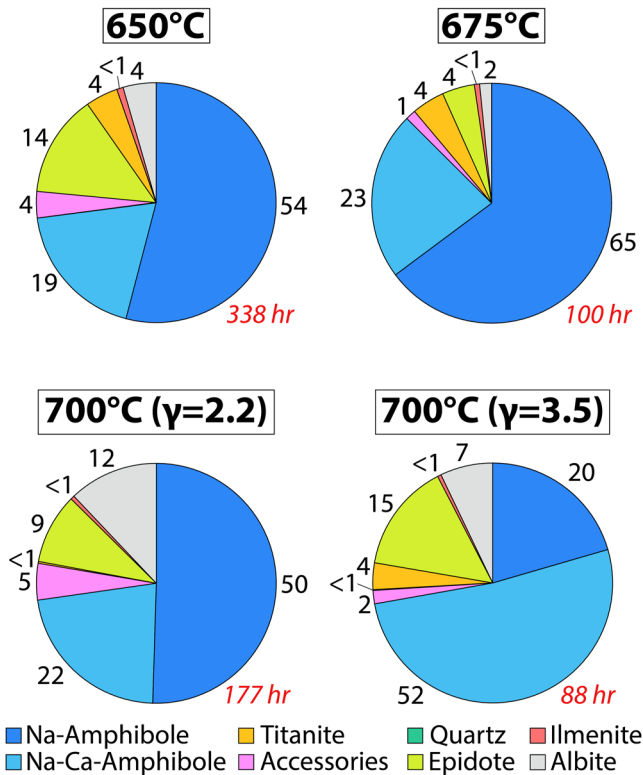 650°C
675°C
<1
4
4
14
4
19
54
338 hr
<1
2
4
4
1
23
65
100 hr
700°C (γ=2.2)
700°C (γ=3.5)
12
<1
9
<1
5
22
50
177 hr
7
<1
20
15
4
<1
2
52
88 hr
Na-Amphibole
Titanite
Quartz
Ilmenite
Na-Ca-Amphibole
Accessories
Epidote
Albite